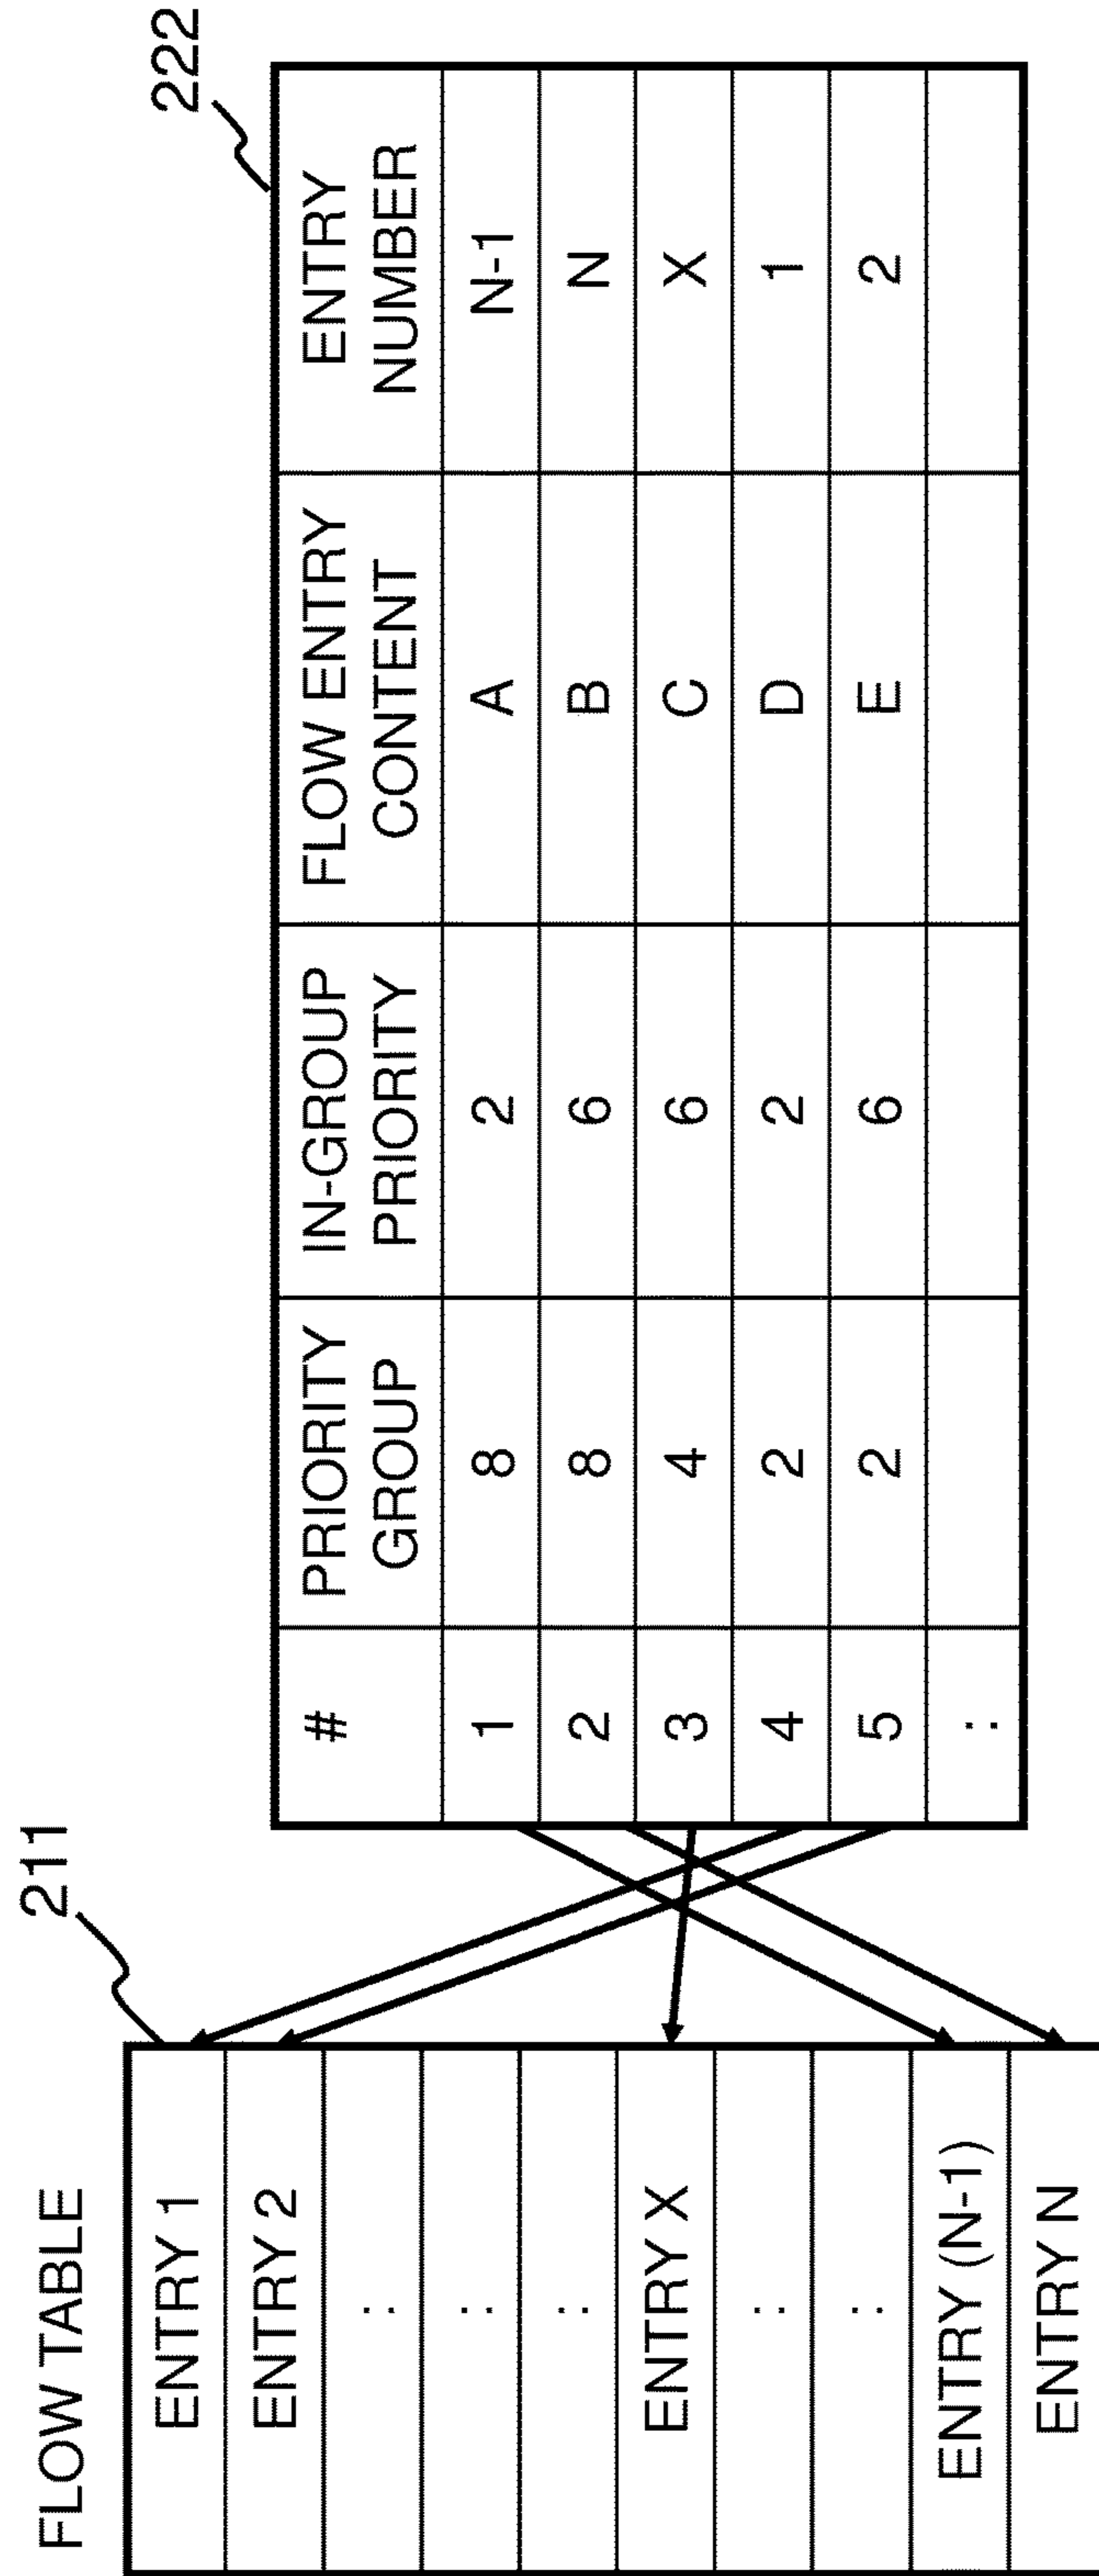 FLOW TABLE
211
ENTRY 1
ENTRY 2
:
:
:
ENTRY X
:
:
ENTRY (N-1)
ENTRY N
222
# PRIORITY GROUP IN-GROUP PRIORITY FLOW ENTRY CONTENT ENTRY NUMBER
1 8 2 A N-1
2 8 6 B N
3 4 6 C X
4 2 2 D 1
5 2 6 E 2
: